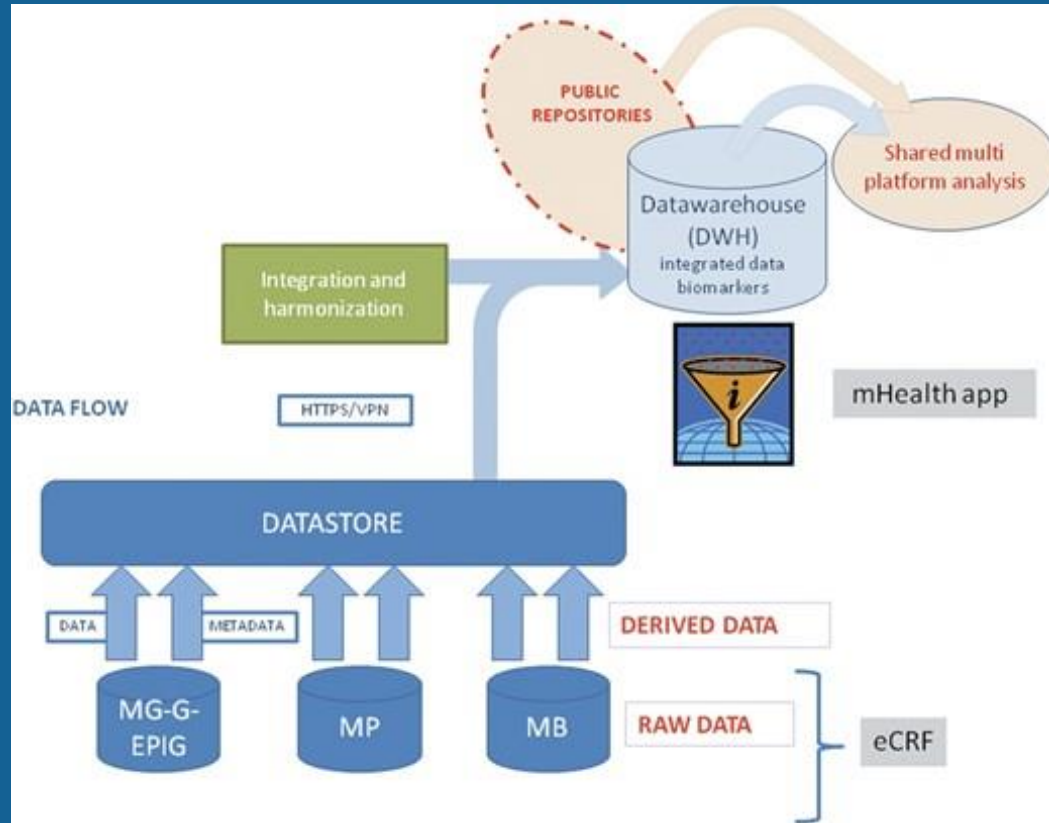 PUBLIC
REPOSITORIES
Shared multi
platform analysis
Datawarehouse
(DWH)
integrated data
biomarkers
Integration and
harmonization
i
mHealth app
DATA FLOW
HTTPS/VPN
DATASTORE
DATA
METADATA
DERIVED DATA
MG-G-
EPIG
MP
MB
RAW DATA
eCRF